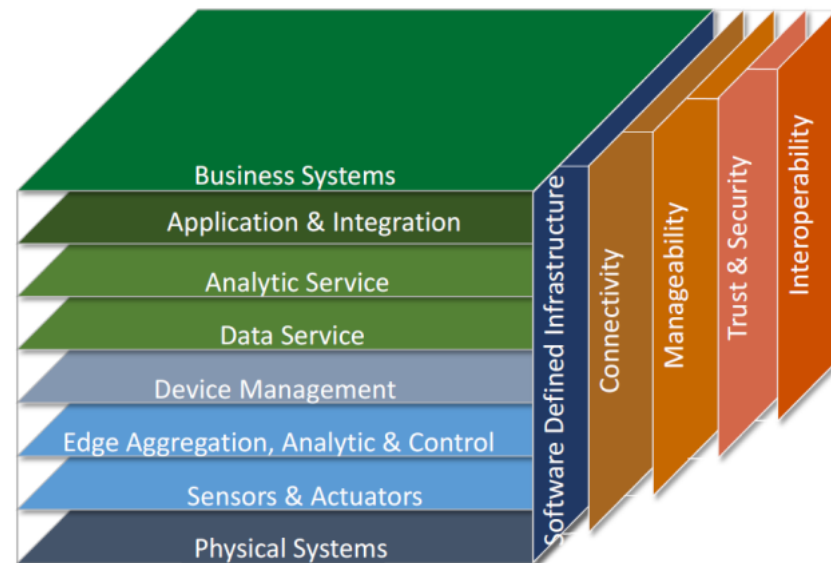 Business Systems
Application & Integration
Analytic Service
Data Service
Device Management
Edge Aggregation, Analytic & Control
Sensors & Actuators
Physical Systems
Software Defined Infrastructure
Connectivity
Manageability
Trust & Security
Interoperability